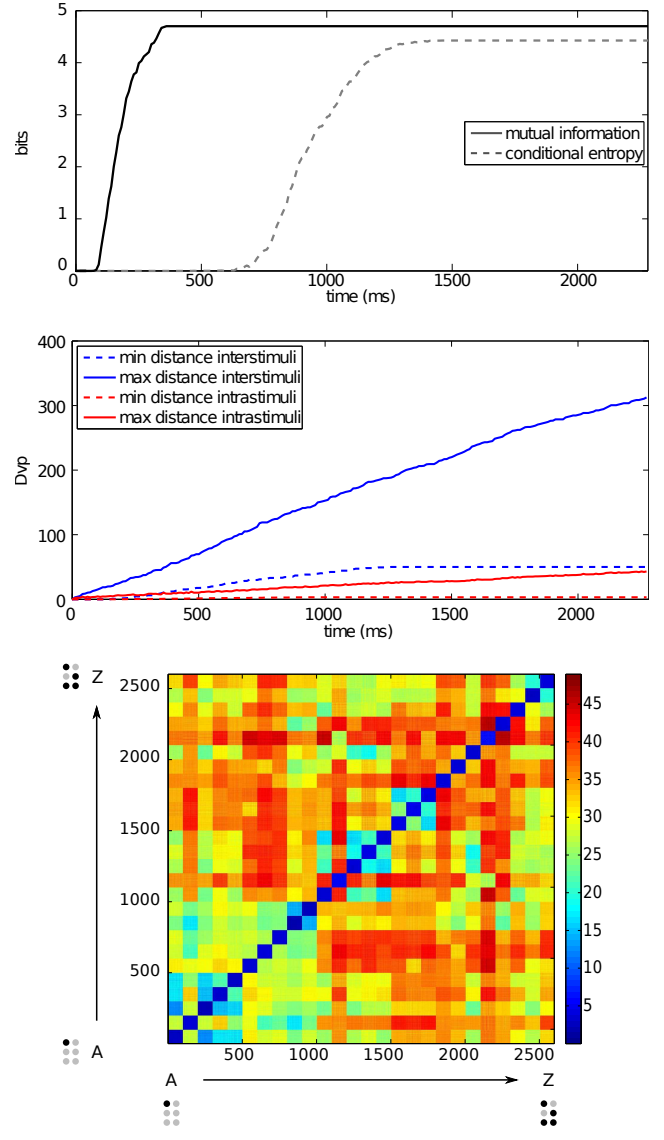 5
4
3
2
1
0
bits
mutual information
conditional entropy
0
500
1000
1500
2000
time (ms)
400
300
200
100
0
Dvp
min distance interstimuli
max distance interstimuli
min distance intrastimuli
max distance intrastimuli
0
500
1000
1500
2000
time (ms)
Z
2500
2000
1500
1000
500
A
45
40
35
30
25
20
15
10
5
500
1000
1500
2000
2500
A
Z